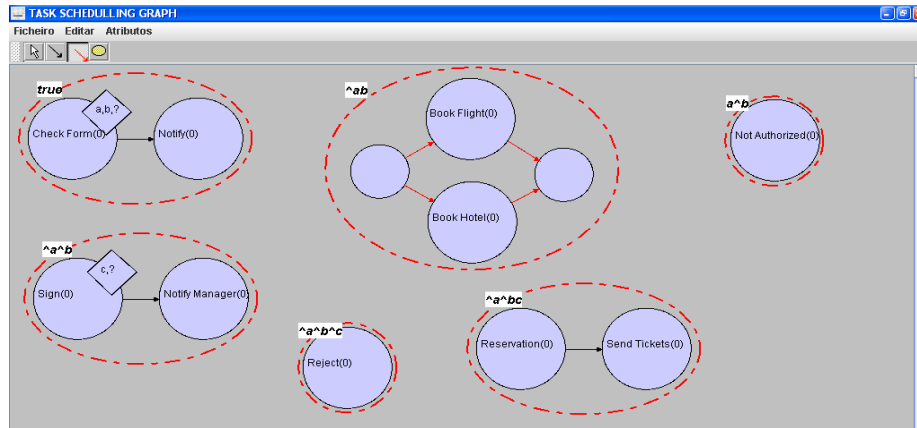 TASK SCHEDULLING GRAPH
Ficheiro Editar Atributos
true
a,b,?
Check Form(0)
Notify(0)
^ab
Book Flight(0)
Book Hotel(0)
a^b
Not Authorized(0)
^a^b
c,?
Sign(0)
Notify Manager(0)
^a^b^c
Reject(0)
^a^bc
Reservation(0)
Send Tickets(0)